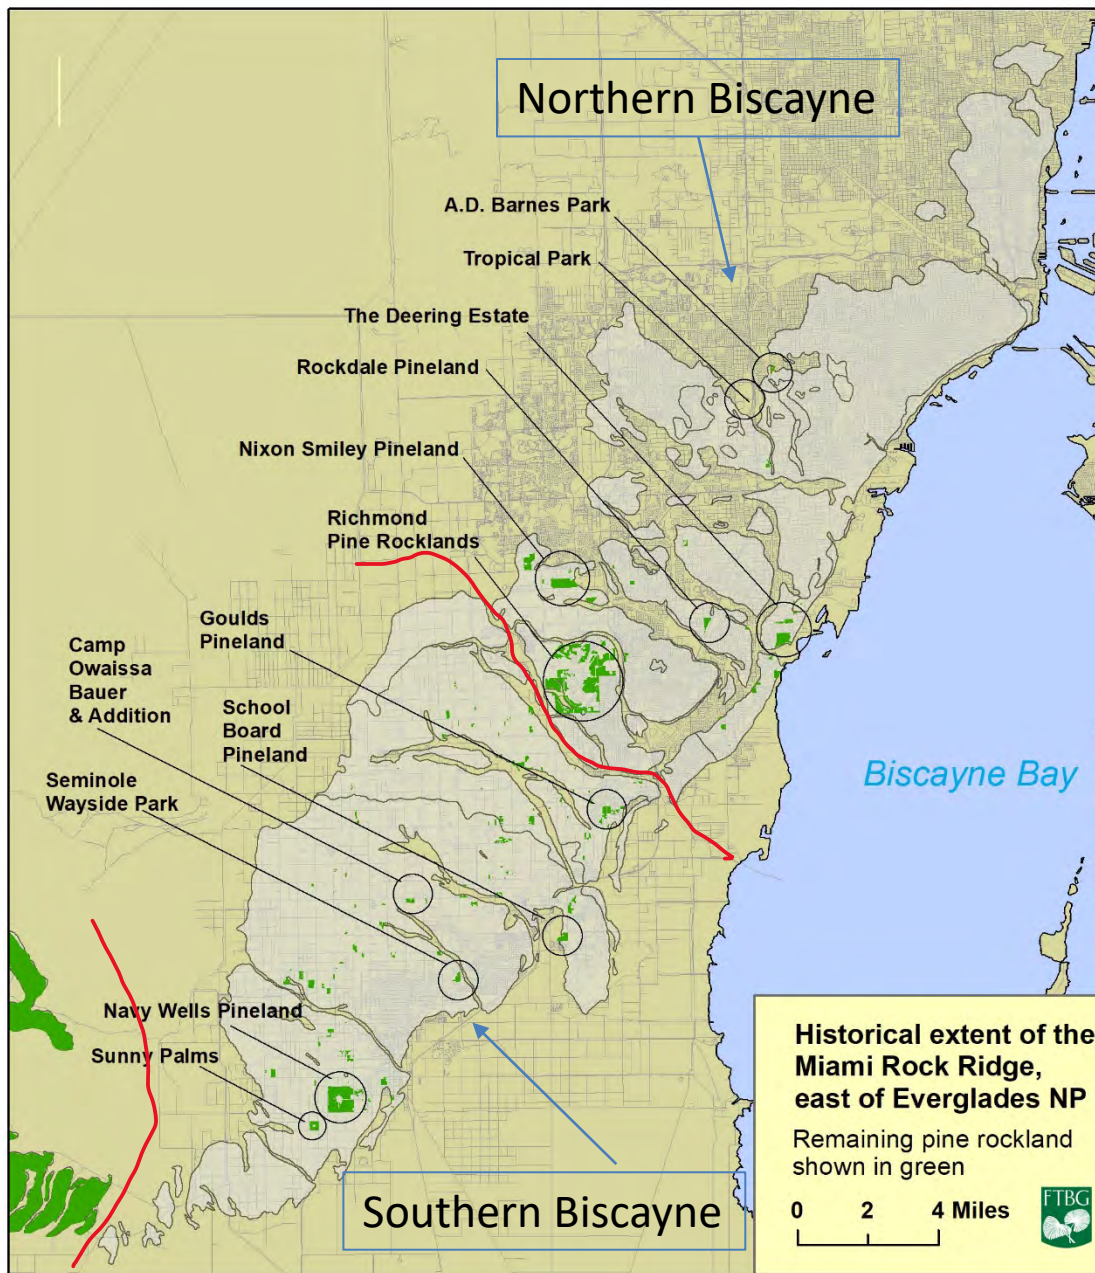 Northern Biscayne
A.D. Barnes Park
Tropical Park
The Deering Estate
Rockdale Pineland
Nixon Smiley Pineland
Richmond
Pine Rocklands
Goulds
Pineland
Camp
Owaissa
Bauer
& Addition
School
Board
Pineland
Seminole
Wayside Park
Biscayne Bay
Navy Wells Pineland
Sunny Palms
Southern Biscayne
Historical extent of the
Miami Rock Ridge,
east of Everglades NP
Remaining pine rockland
shown in green
0 2 4 Miles
FTBG